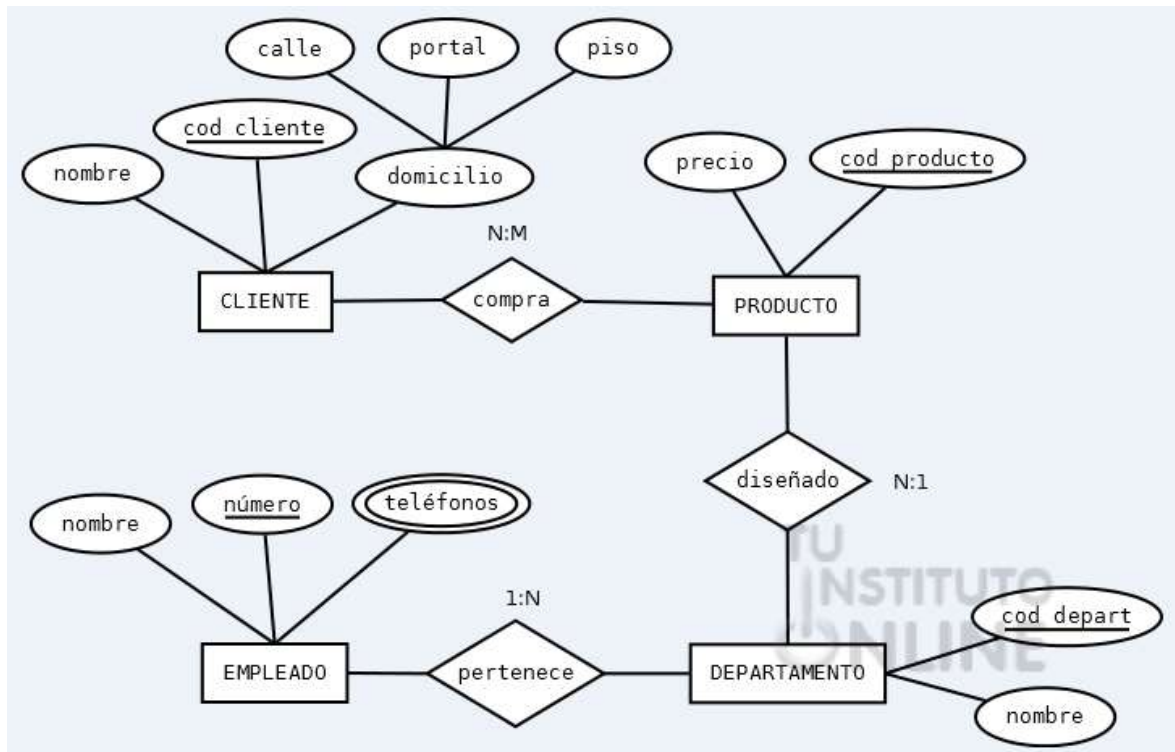 calle
portal
piso
cod cliente
nombre
domicilio
precio
cod producto
N:M
CLIENTE
compra
PRODUCTO
diseñado
N:1
nombre
número
teléfonos
TU
INSTITUTO
ONLINE
1:N
cod depart
EMPLEADO
pertenece
DEPARTAMENTO
nombre